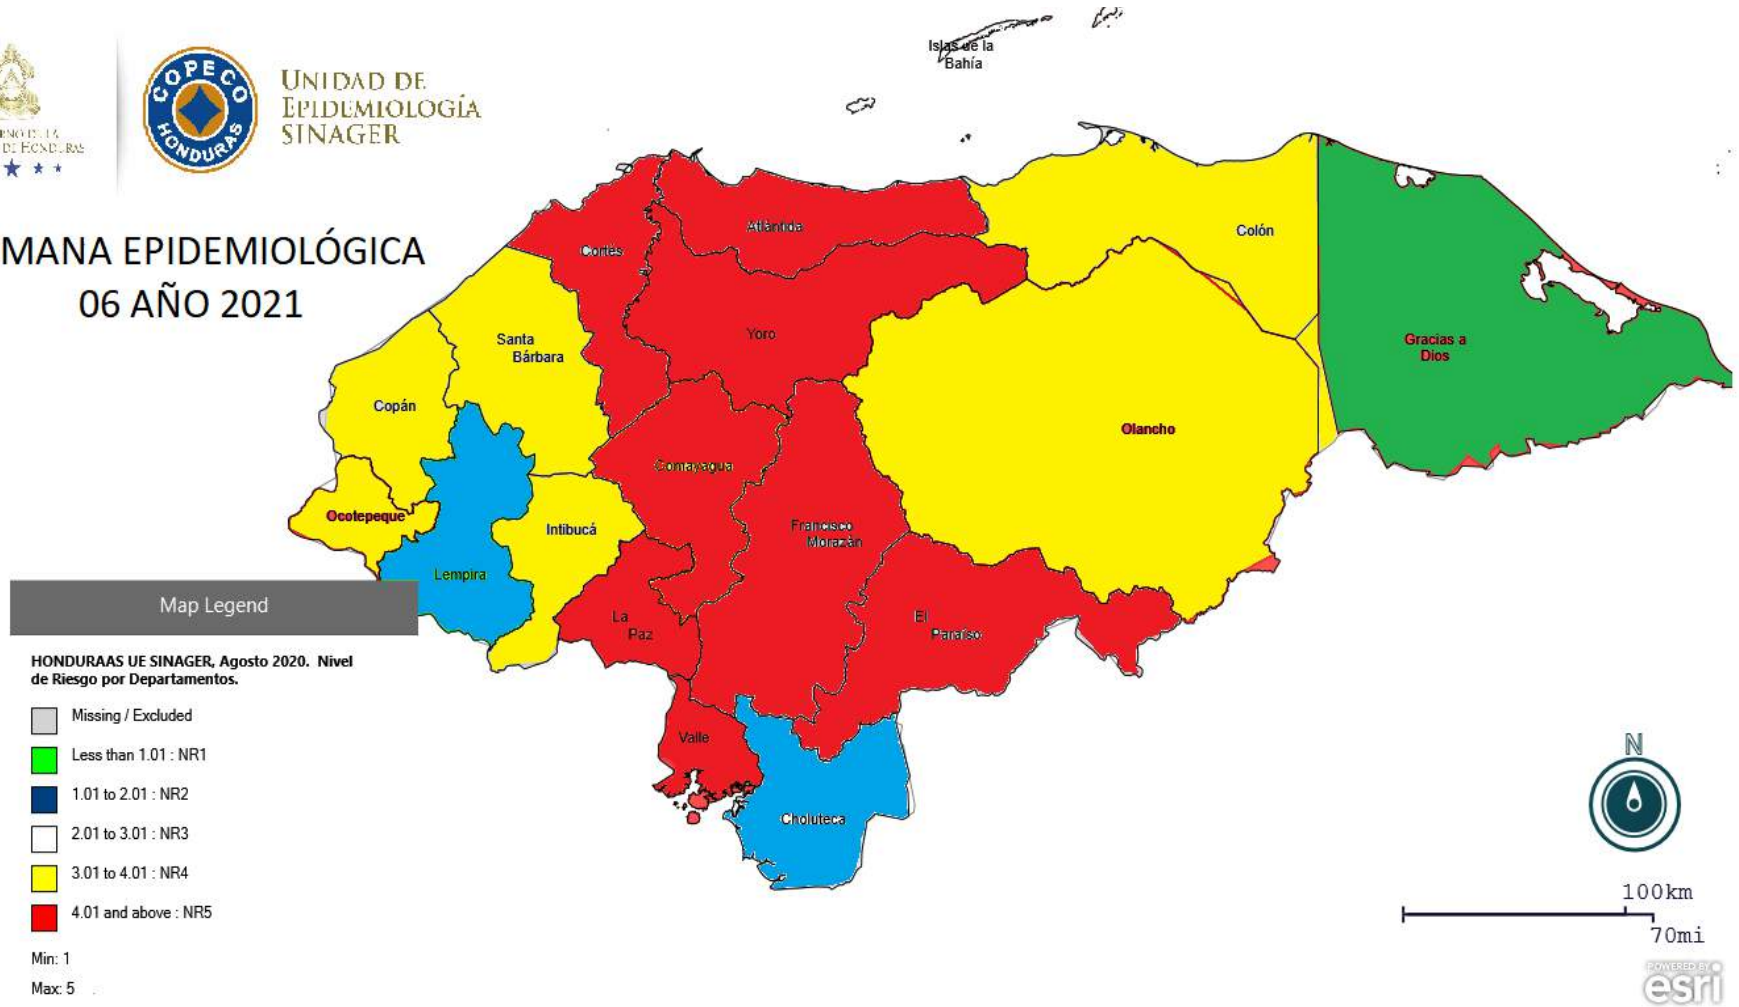 COPECO
HONDURAS
UNIDAD DE
EPIDEMIOLOGÍA
SINAGER
DE HONDURAS
MANA EPIDEMIOLÓGICA
06 AÑO 2021
Islas de la
Bahía
Atlántida
Cortés
Colón
Yoro
Santa
Bárbara
Gracias a
Dios
Copán
Olancho
Comayagua
Ocotepeque
Intibucá
Francisco
Morazán
Lempira
La
Paz
El
Paraíso
Valle
Choluteca
Map Legend
HONDURAAS UE SINAGER, Agosto 2020. Nivel
de Riesgo por Departamentos.
Missing / Excluded
Less than 1.01 : NR1
1.01 to 2.01 : NR2
2.01 to 3.01 : NR3
3.01 to 4.01 : NR4
4.01 and above : NR5
Min: 1
Max: 5
N
100km
70mi
POWERED BY
esri